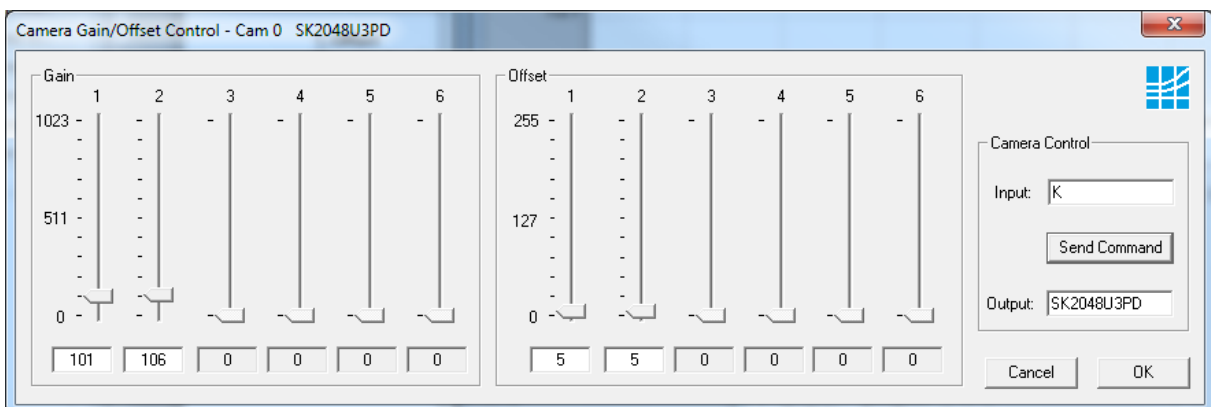 Camera Gain/Offset Control - Cam 0 SK2048U3PD
Gain
1 2 3 4 5 6
1023
511
0
101 106 0 0 0 0
Offset
1 2 3 4 5 6
255
127
0
5 5 0 0 0 0
Camera Control
Input: K
Send Command
Output: SK2048U3PD
Cancel OK